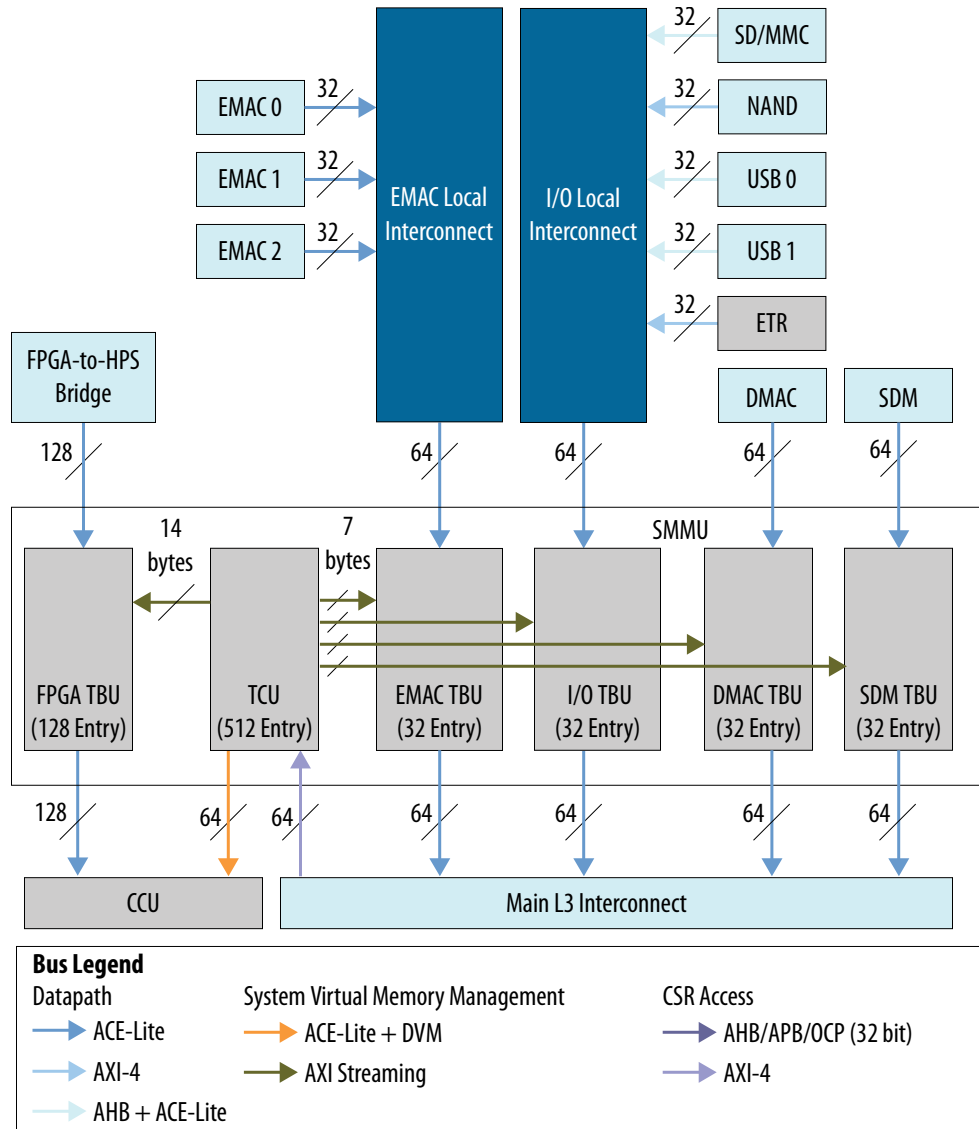 32
SD/MMC
32
EMAC 0
32
NAND
32
EMAC 1
32
USB 0
EMAC Local
Interconnect
I/O Local
Interconnect
32
EMAC 2
32
USB 1
32
ETR
FPGA-to-HPS
Bridge
DMAC
SDM
128
64
64
64
64
SMMU
14
bytes
7
bytes
FPGA TBU
(128 Entry)
TCU
(512 Entry)
EMAC TBU
(32 Entry)
I/O TBU
(32 Entry)
DMAC TBU
(32 Entry)
SDM TBU
(32 Entry)
128
64
64
64
64
64
64
CCU
Main L3 Interconnect
Bus Legend
Datapath
System Virtual Memory Management
CSR Access
ACE-Lite
ACE-Lite + DVM
AHB/APB/OCP (32 bit)
AXI-4
AXI Streaming
AXI-4
AHB + ACE-Lite